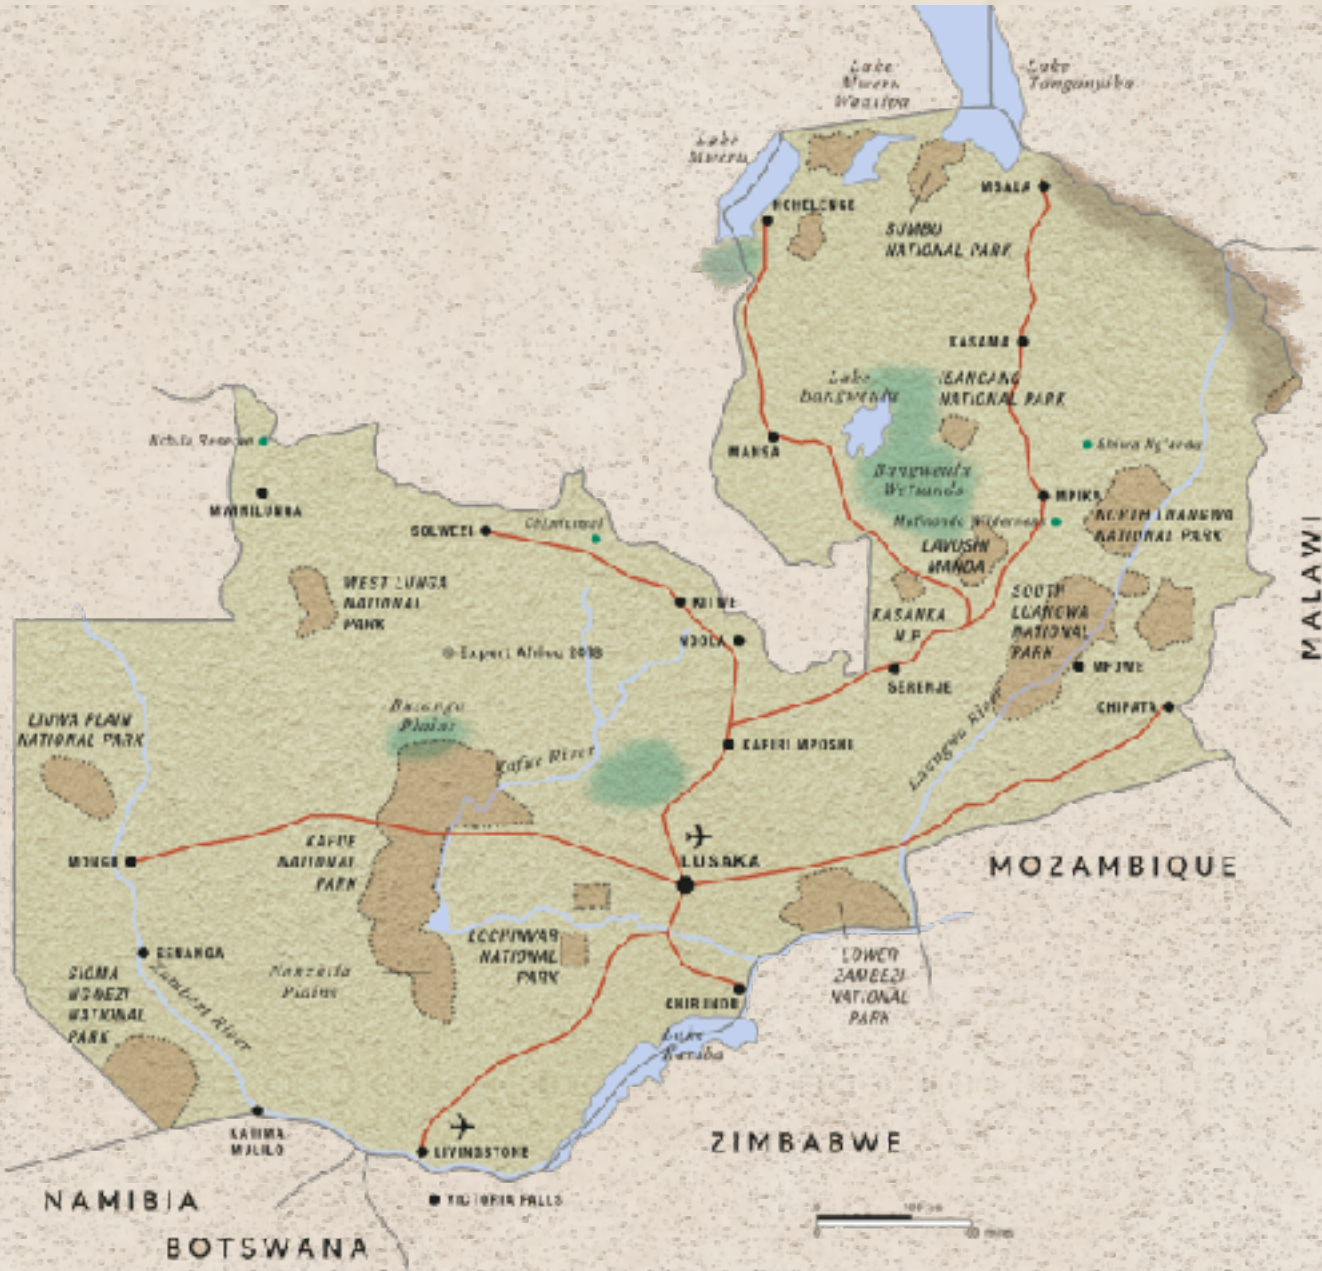 Lake
Mweru
Wantipa
Lake
Tanganyika
Lake
Mweru
NCHELENGE
MBALA
SUMBU
NATIONAL PARK
KASAMA
Lake
Bangweulu
ISANGANO
NATIONAL PARK
MANSA
Shiwa Ng'andu
Bangweulu
Wetlands
MPIKA
Mutinondo Wilderness
NORTH LUANGWA
NATIONAL PARK
LAVUSHI
MANDA
KASANKA
N.P.
SOUTH
LUANGWA
NATIONAL
PARK
MFUWE
SERENJE
CHIPATA
MALAWI
MWINILUNGA
SOLWEZI
Chimfunshi
WEST LUNGA
NATIONAL
PARK
KITWE
NDOLA
© Expert Africa
Busanga
Plains
LIUWA PLAIN
NATIONAL PARK
KAPIRI MPOSHI
Kafue River
Luangwa River
MONGU
KAFUE
NATIONAL
PARK
LUSAKA
MOZAMBIQUE
SENANGA
LOCHINVAR
NATIONAL
PARK
Nanzhila
Plains
SIOMA
NGWEZI
NATIONAL
PARK
Zambezi River
LOWER
ZAMBEZI
NATIONAL
PARK
CHIRUNDU
Lake
Kariba
KATIMA
MULILO
LIVINGSTONE
ZIMBABWE
NAMIBIA
VICTORIA FALLS
BOTSWANA